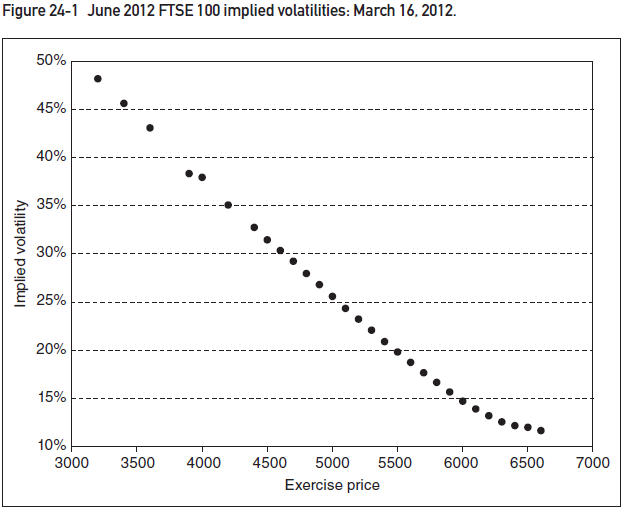 Figure 24-1 June 2012 FTSE 100 implied volatilities: March 16, 2012.
50%
45%
40%
35%
30%
25%
20%
15%
10%
Implied volatility
3000 3500 4000 4500 5000 5500 6000 6500 7000
Exercise price